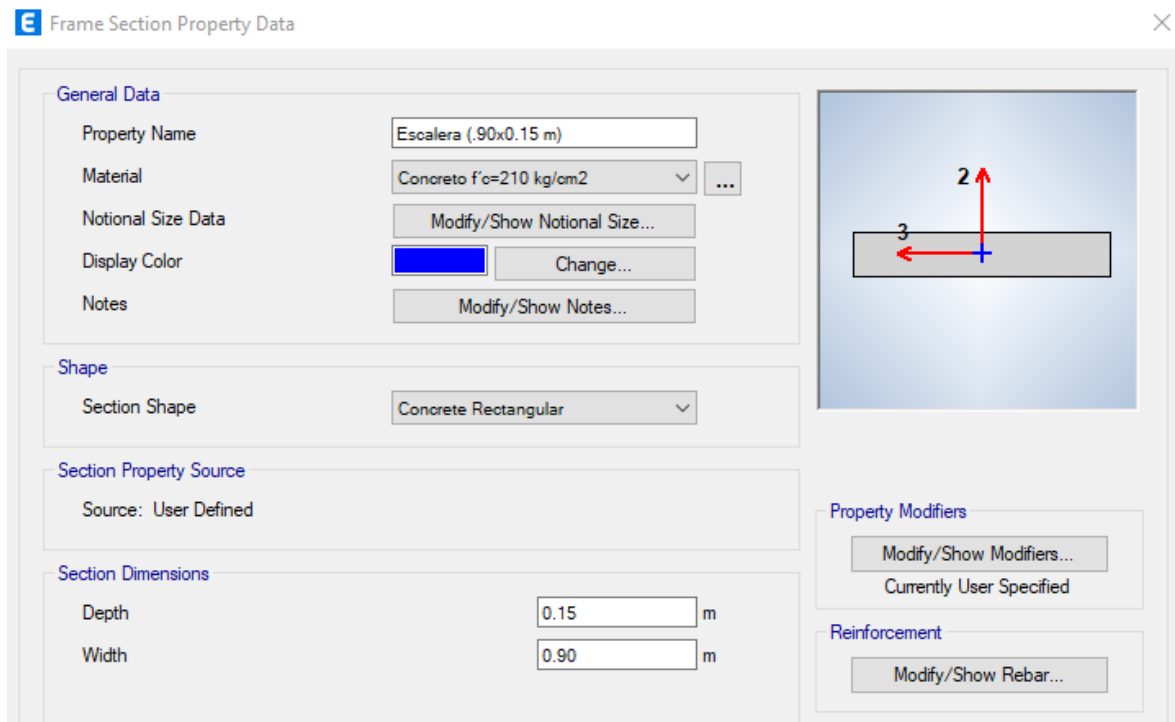 E Frame Section Property Data
General Data
Property Name Escalera (.90x0.15 m)
Material Concreto f´c=210 kg/cm2 ...
Notional Size Data Modify/Show Notional Size...
Display Color Change...
Notes Modify/Show Notes...
Shape
Section Shape Concrete Rectangular
Section Property Source
Source: User Defined
Section Dimensions
Depth 0.15 m
Width 0.90 m
2
3
Property Modifiers
Modify/Show Modifiers...
Currently User Specified
Reinforcement
Modify/Show Rebar...